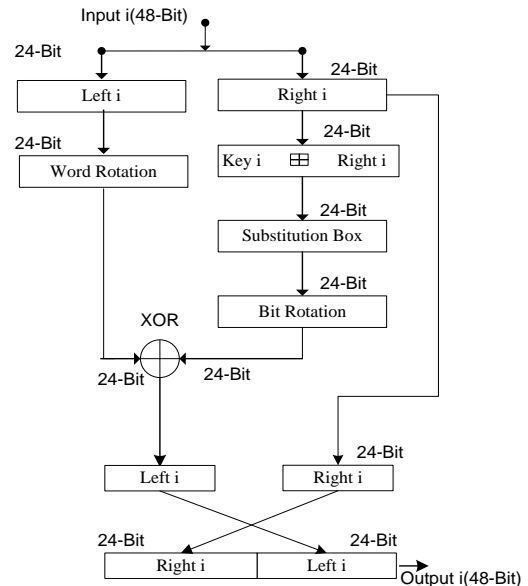 Input i(48-Bit)
24-Bit
24-Bit
Left i
Right i
24-Bit
24-Bit
Word Rotation
Key i ⊞ Right i
24-Bit
Substitution Box
24-Bit
Bit Rotation
XOR
24-Bit
24-Bit
24-Bit
Left i
Right i
24-Bit
24-Bit
Right i
Left i
Output i(48-Bit)